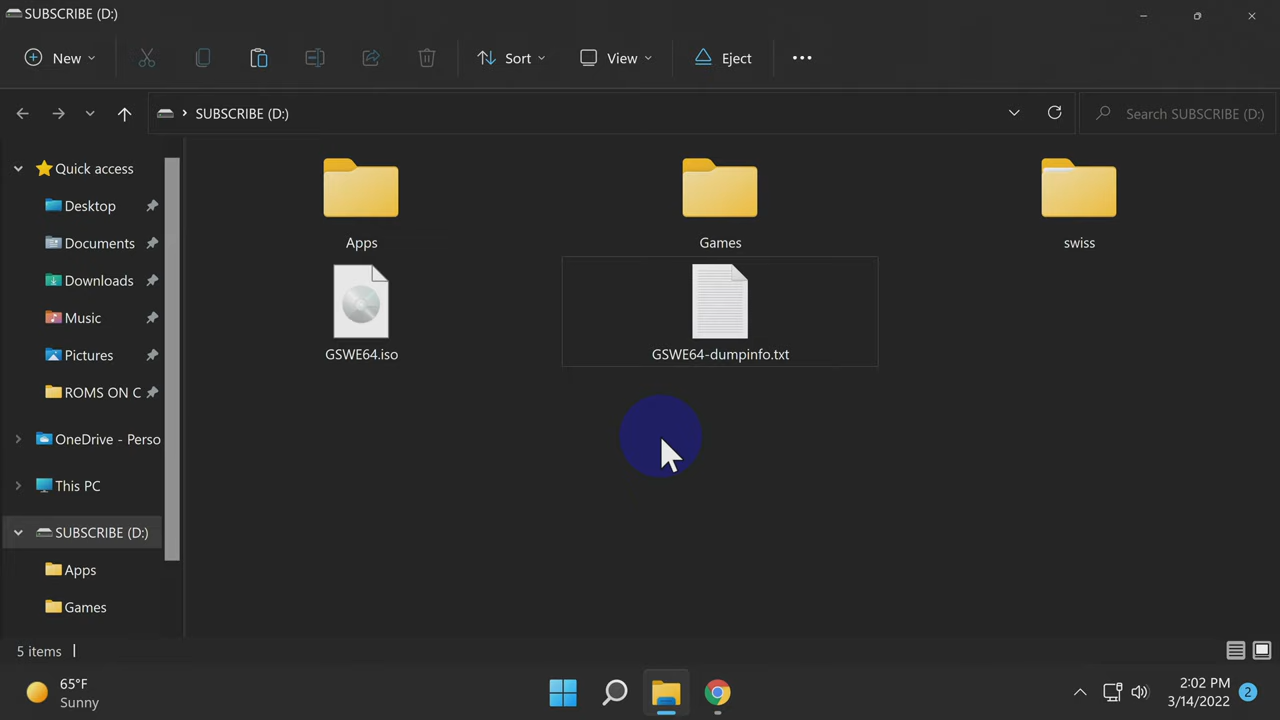 SUBSCRIBE (D:)
New
Sort
View
Eject
SUBSCRIBE (D:)
Search SUBSCRIBE (D:)
Quick access
Desktop
Documents
Downloads
Music
Pictures
ROMS ON C
OneDrive - Perso
This PC
SUBSCRIBE (D:)
Apps
Games
Apps
Games
swiss
GSWE64.iso
GSWE64-dumpinfo.txt
5 items
65°F
Sunny
2:02 PM
3/14/2022
2